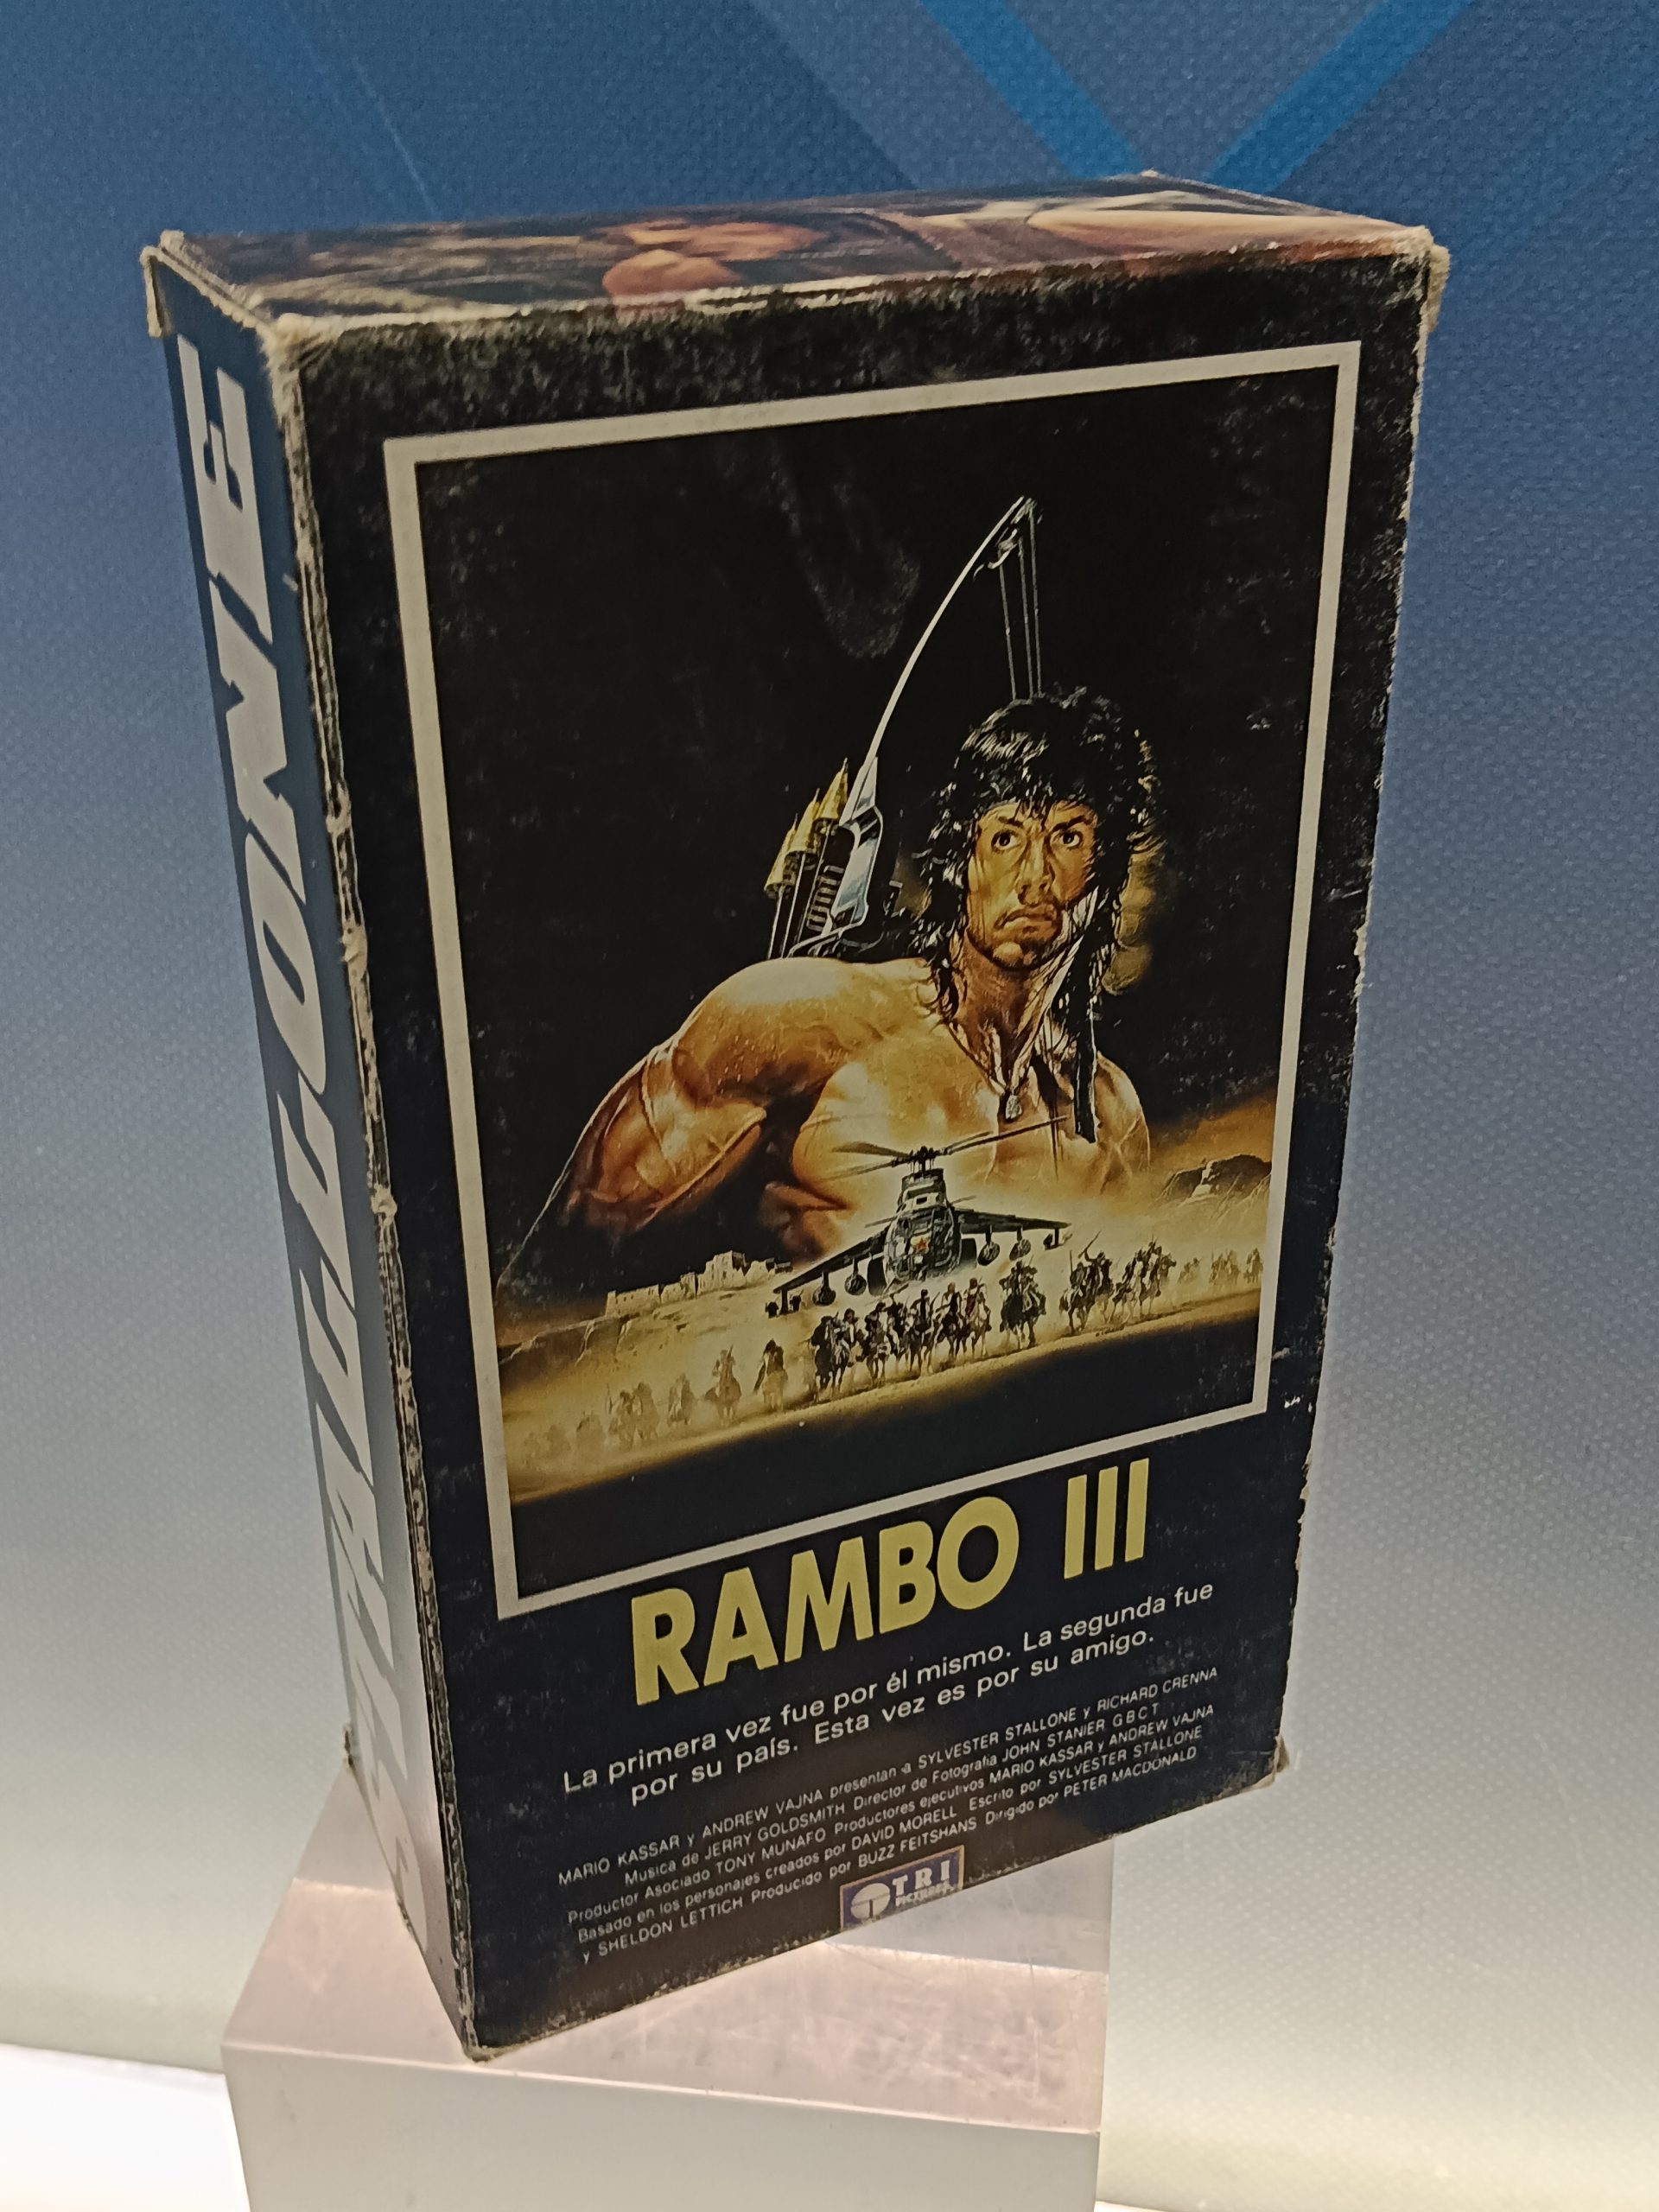 STALLONE
RAMBO III
La primera vez fue por él mismo. La segunda fue
por su país. Esta vez es por su amigo.
MARIO KASSAR y ANDREW VAJNA presentan a SYLVESTER STALLONE y RICHARD CRENNA
Musica de JERRY GOLDSMITH Director de Fotografía JOHN STANIER G B C T
Productor Asociado TONY MUNAFO Productores ejecutivos MARIO KASSAR y ANDREW VAJNA
Basado en los personajes creados por DAVID MORELL Escrito por SYLVESTER STALLONE
y SHELDON LETTICH Producido por BUZZ FEITSHANS Dirigido por PETER MACDONALD
TRI
PICTURES